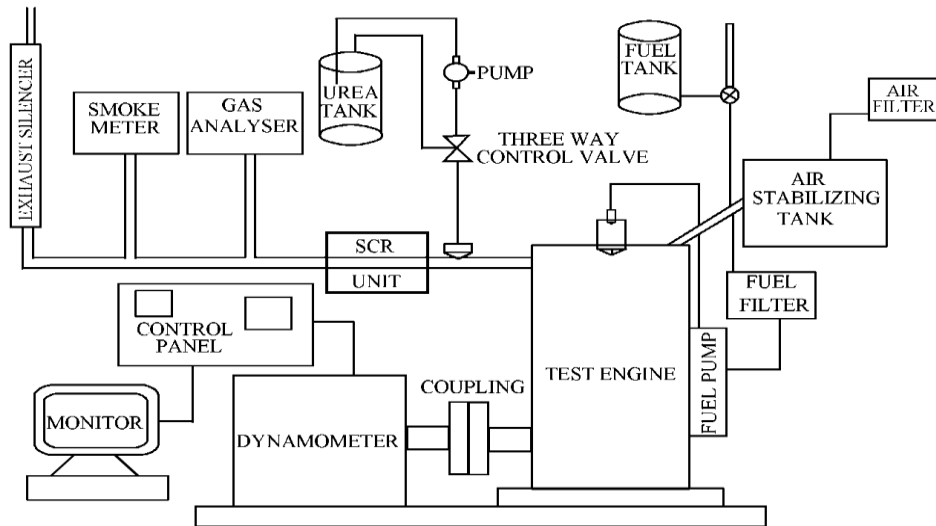 EXHAUST SILENCER
SMOKE
METER
GAS
ANALYSER
UREA
TANK
PUMP
THREE WAY
CONTROL VALVE
FUEL
TANK
AIR
FILTER
AIR
STABILIZING
TANK
SCR
UNIT
FUEL
FILTER
CONTROL
PANEL
TEST ENGINE
FUEL PUMP
COUPLING
MONITOR
DYNAMOMETER